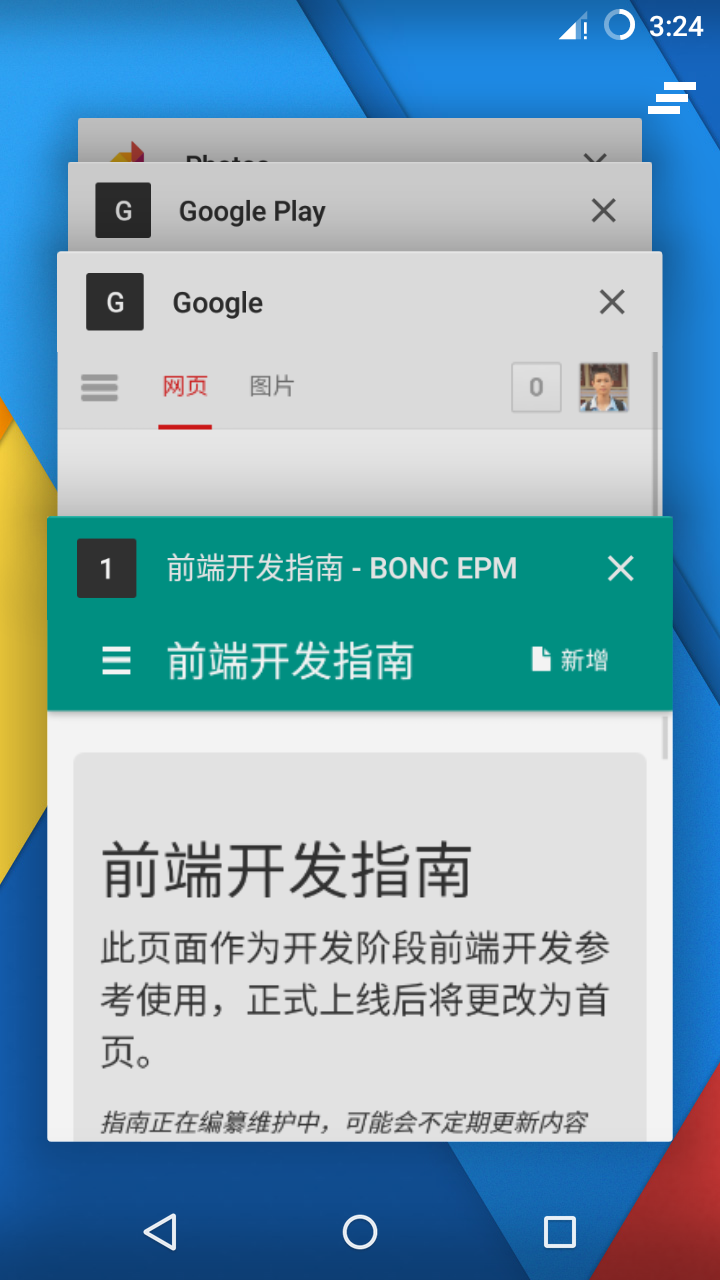 3:24
Photos
G Google Play
G Google
网页 图片 0
1 前端开发指南 - BONC EPM
前端开发指南 新增
前端开发指南
此页面作为开发阶段前端开发参
考使用，正式上线后将更改为首
页。
指南正在编纂维护中，可能会不定期更新内容